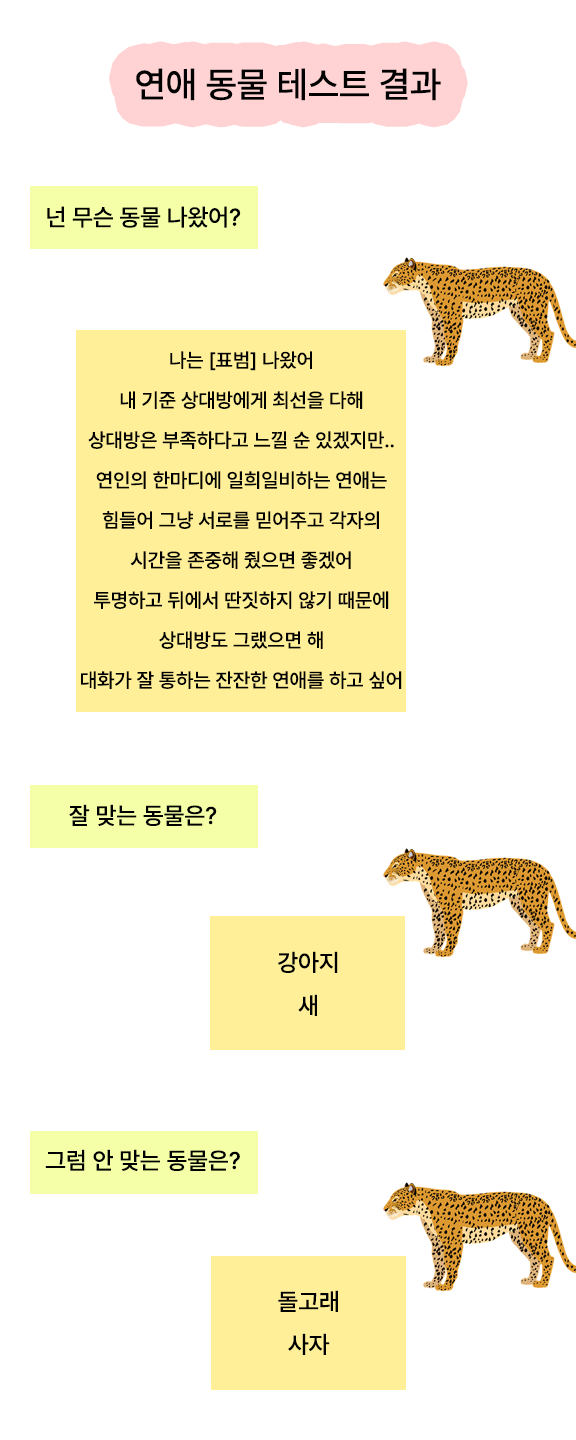 연애 동물 테스트 결과
넌 무슨 동물 나왔어?
나는 [표범] 나왔어
내 기준 상대방에게 최선을 다해
상대방은 부족하다고 느낄 순 있겠지만..
연인의 한마디에 일희일비하는 연애는
힘들어 그냥 서로를 믿어주고 각자의
시간을 존중해 줬으면 좋겠어
투명하고 뒤에서 딴짓하지 않기 때문에
상대방도 그랬으면 해
대화가 잘 통하는 잔잔한 연애를 하고 싶어
잘 맞는 동물은?
강아지
새
그럼 안 맞는 동물은?
돌고래
사자